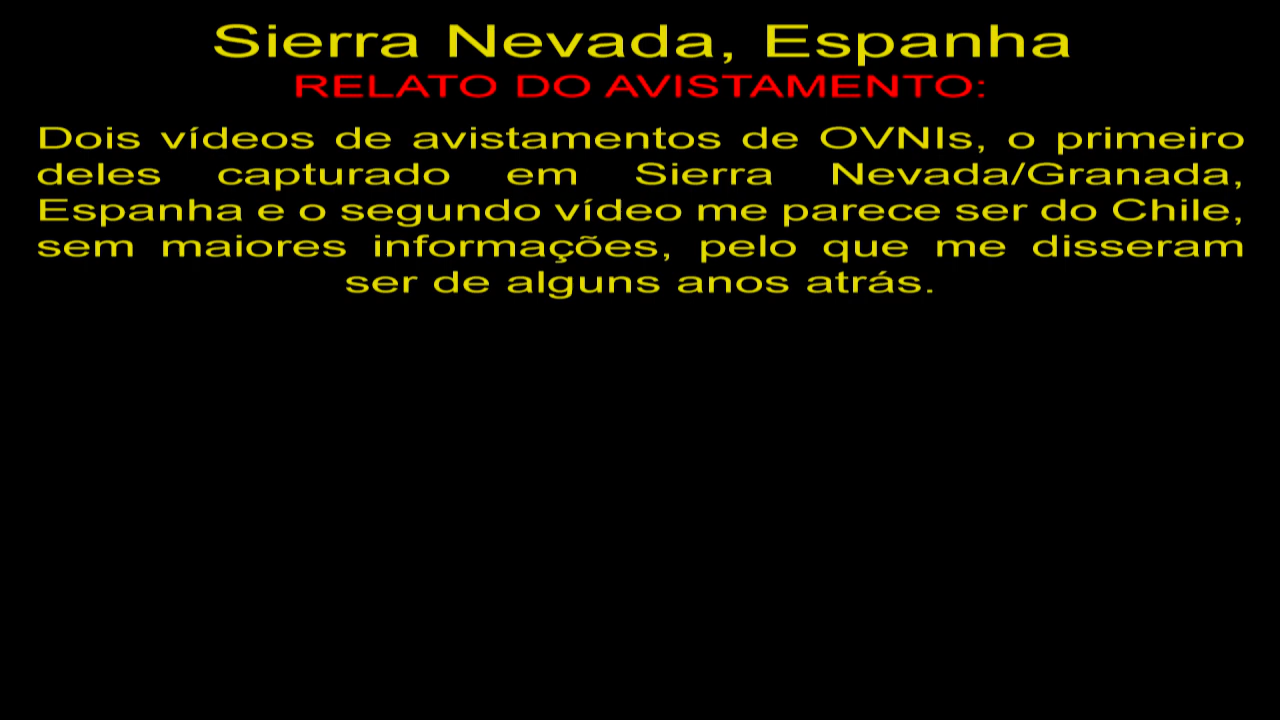 Sierra Nevada, Espanha
RELATO DO AVISTAMENTO:
Dois vídeos de avistamentos de OVNIs, o primeiro
deles capturado em Sierra Nevada/Granada,
Espanha e o segundo vídeo me parece ser do Chile,
sem maiores informações, pelo que me disseram
ser de alguns anos atrás.